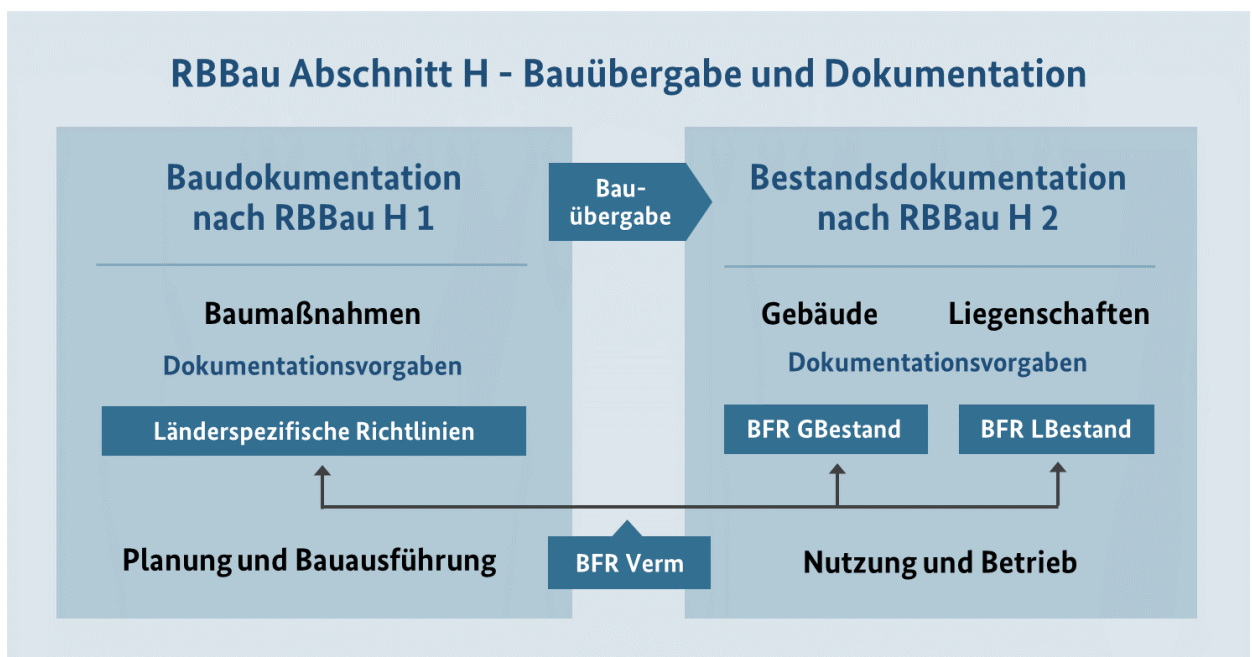 RBBau Abschnitt H - Bauübergabe und Dokumentation
Baudokumentation
nach RBBau H 1
Bau-
übergabe
Bestandsdokumentation
nach RBBau H 2
Baumaßnahmen
Dokumentationsvorgaben
Länderspezifische Richtlinien
Gebäude
Liegenschaften
Dokumentationsvorgaben
BFR GBestand
BFR LBestand
Planung und Bauausführung
BFR Verm
Nutzung und Betrieb